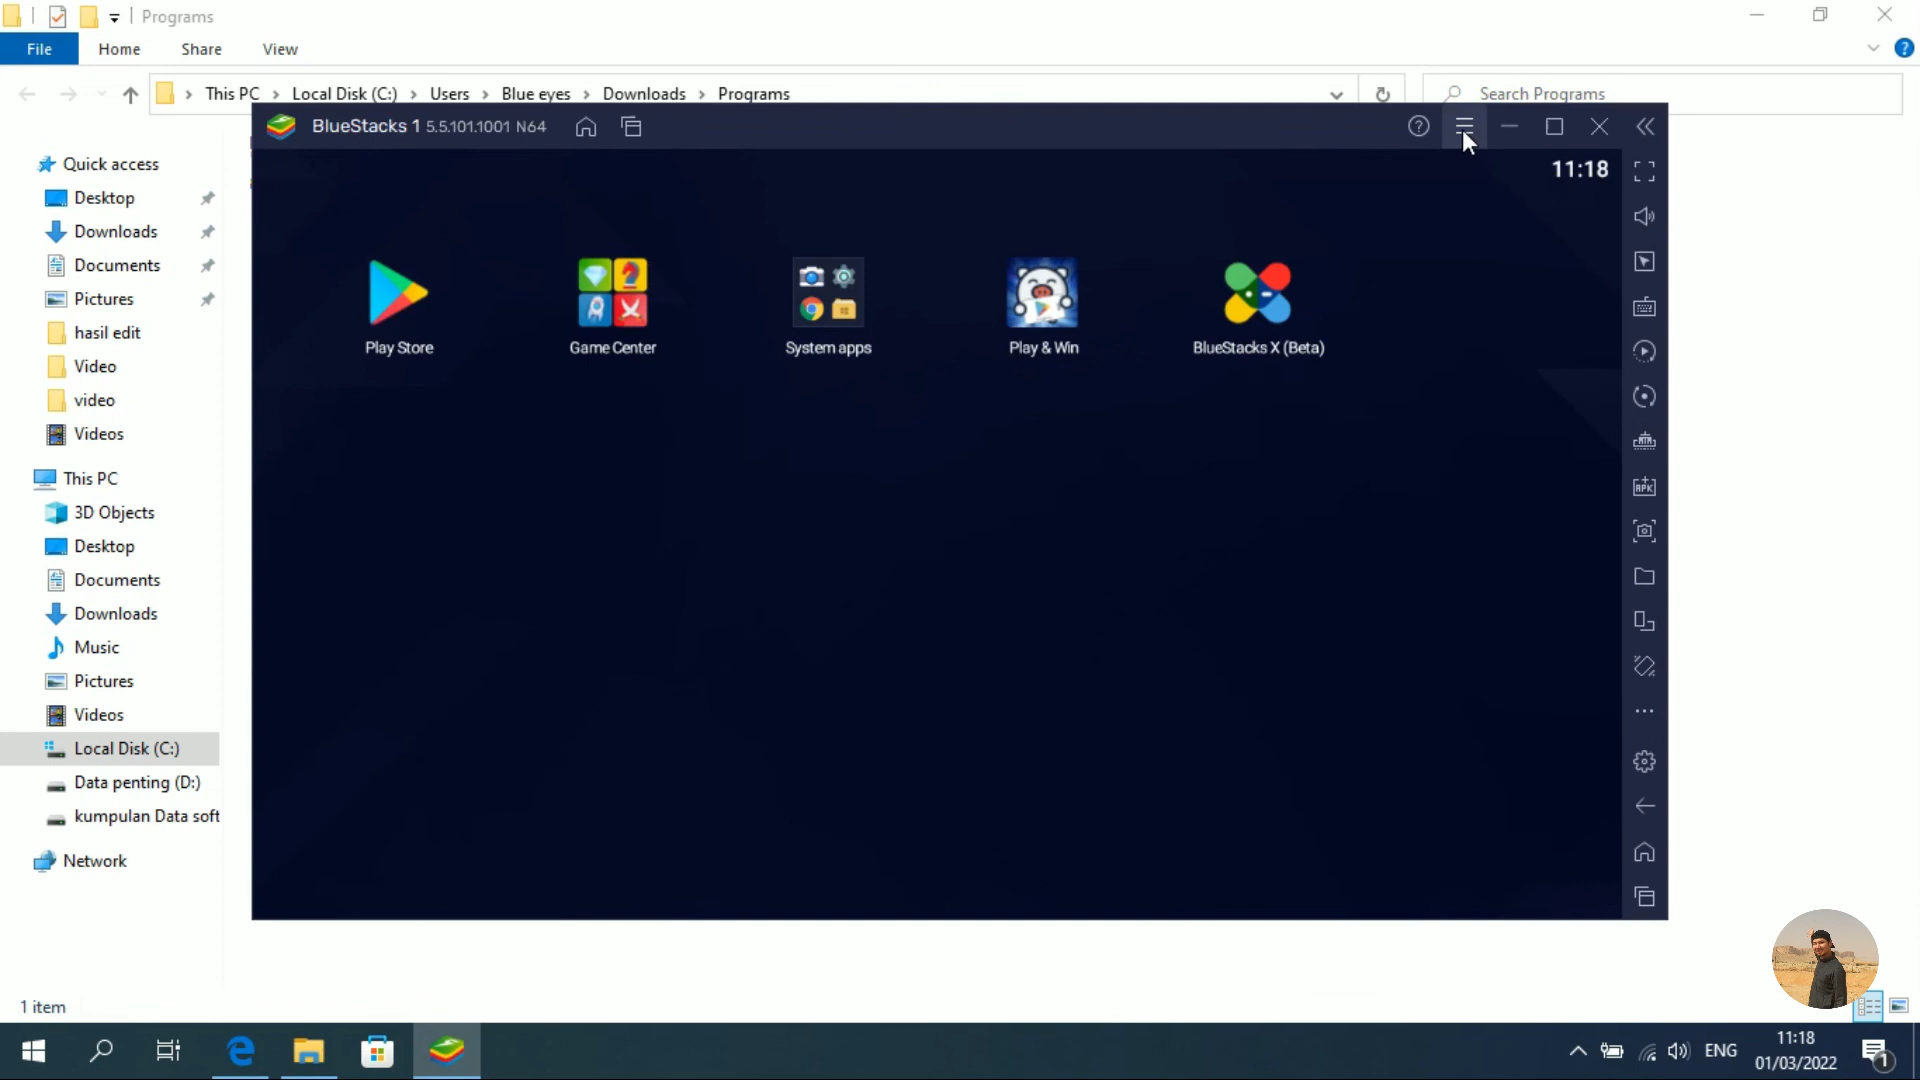 Programs
File Home Share View
This PC Local Disk (C:) Users Blue eyes Downloads Programs
Search Programs
BlueStacks 1 5.5.101.1001 N64
11:18
Quick access
Desktop
Downloads
Documents
Pictures
hasil edit
Video
video
Videos
This PC
3D Objects
Desktop
Documents
Downloads
Music
Pictures
Videos
Local Disk (C:)
Data penting (D:)
kumpulan Data soft
Network
Play Store
Game Center
System apps
Play & Win
BlueStacks X (Beta)
APK
1 item
ENG
11:18
01/03/2022
1